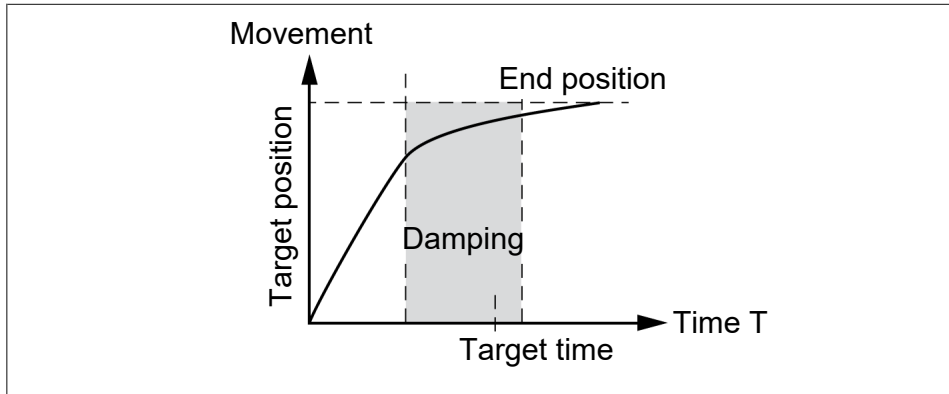 Movement
End position
Target position
Damping
Time T
Target time